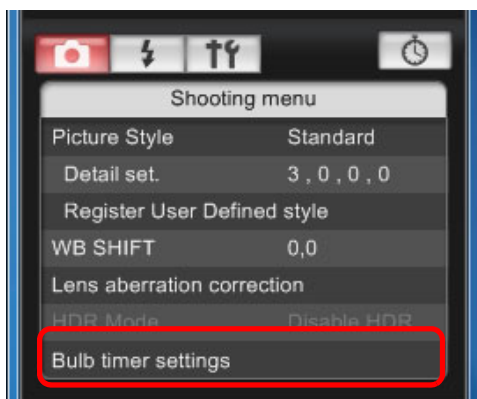 Shooting menu
Picture Style Standard
Detail set. 3 , 0 , 0 , 0
Register User Defined style
WB SHIFT 0,0
Lens aberration correction
HDR Mode Disable HDR
Bulb timer settings